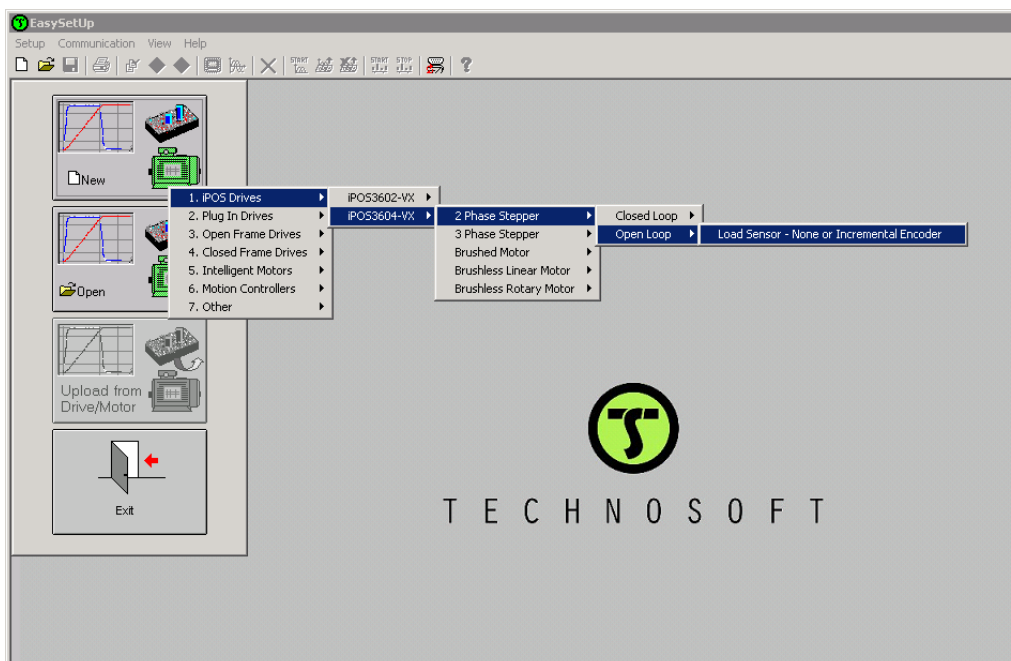 EasySetUp
Setup Communication View Help
START START STOP ?
New
Open
Upload from
Drive/Motor
Exit
1. iPOS Drives
2. Plug In Drives
3. Open Frame Drives
4. Closed Frame Drives
5. Intelligent Motors
6. Motion Controllers
7. Other
iPOS3602-VX
iPOS3604-VX
2 Phase Stepper
3 Phase Stepper
Brushed Motor
Brushless Linear Motor
Brushless Rotary Motor
Closed Loop
Open Loop
Load Sensor - None or Incremental Encoder
TECHNOSOFT